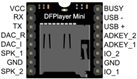 VCC
RX
TX
DAC_R
DAC_L
SPK_1
GND
SPK_2
DFPlayer Mini
BUSY
USB -
USB +
ADKEY_2
ADKEY_1
IO_2
GND
IO_1